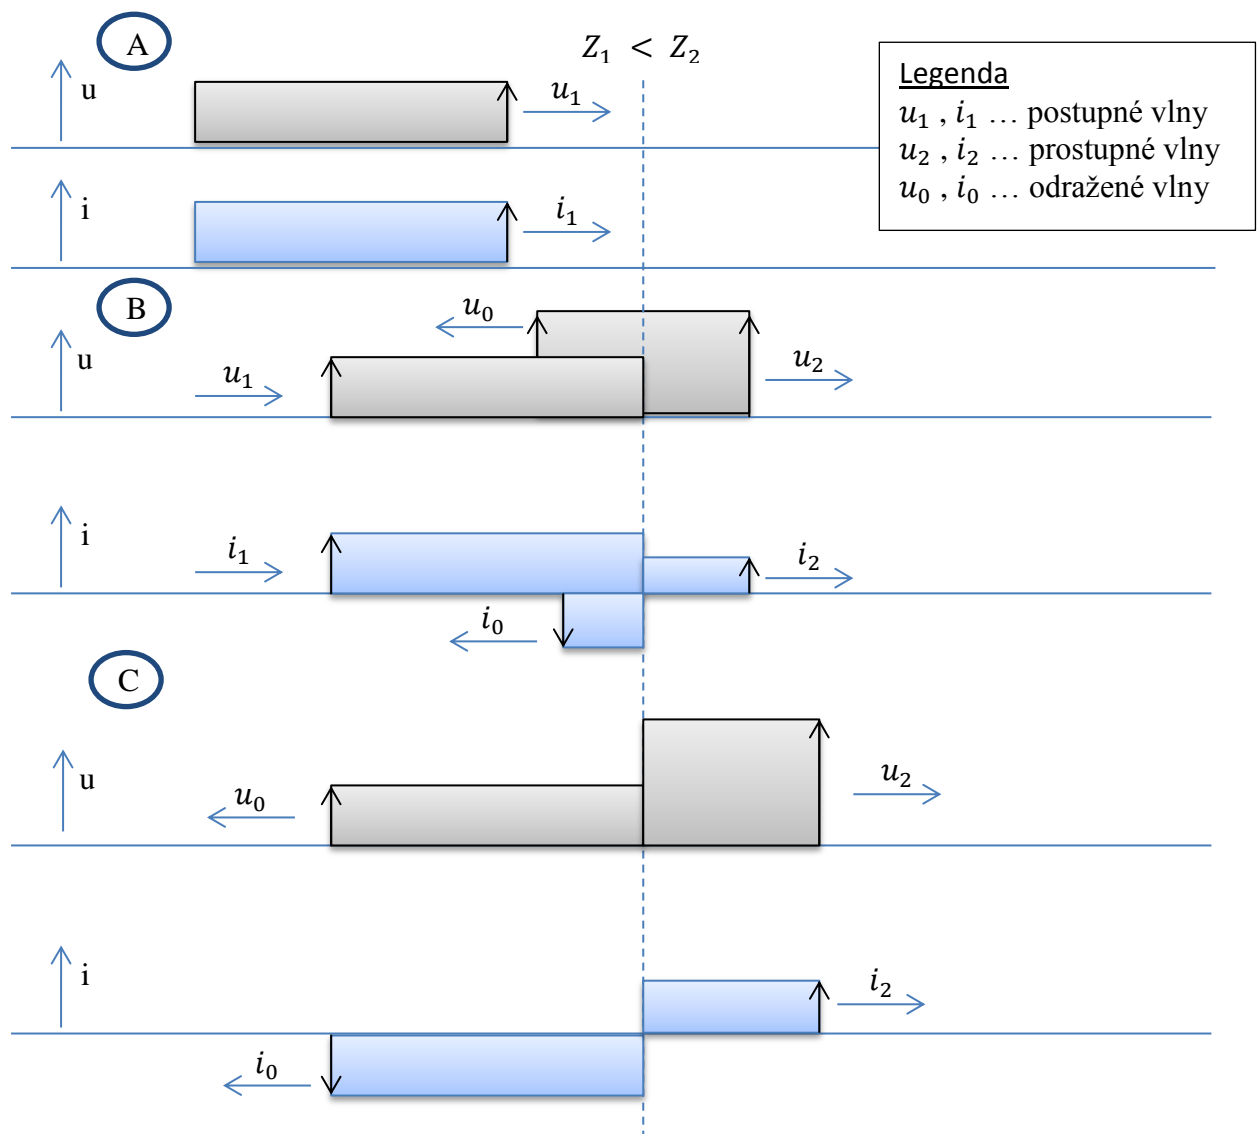 A
Z₁ < Z₂
u
u₁
i
i₁
Legenda
u₁ , i₁ … postupné vlny
u₂ , i₂ … prostupné vlny
u₀ , i₀ … odražené vlny
B
u₀
u
u₁
u₂
i
i₁
i₂
i₀
C
u
u₀
u₂
i
i₂
i₀